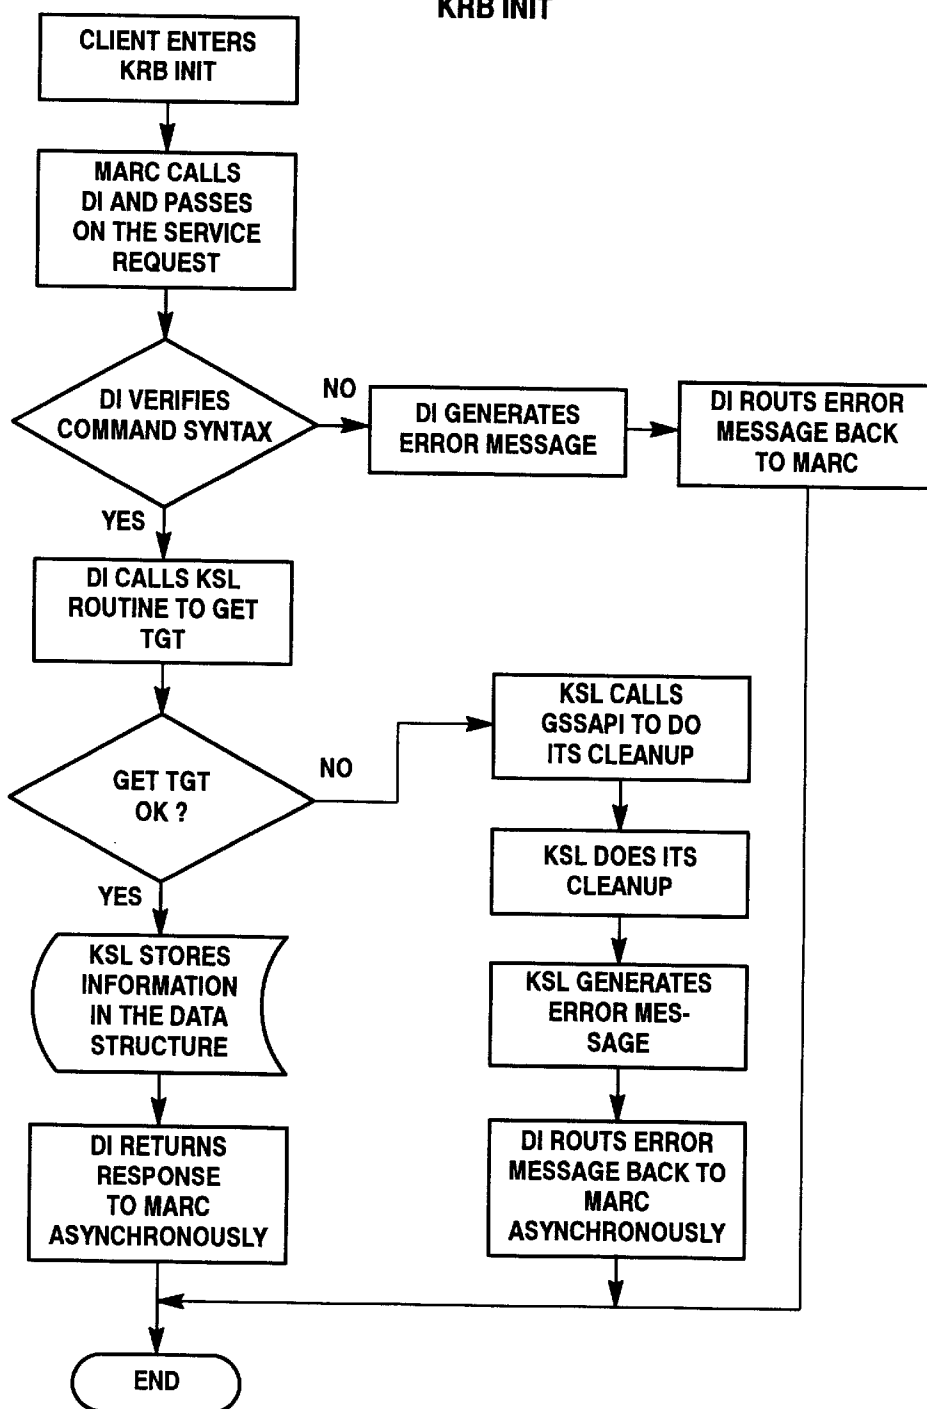 KRB INIT
CLIENT ENTERS
KRB INIT
MARC CALLS
DI AND PASSES
ON THE SERVICE
REQUEST
DI VERIFIES
COMMAND SYNTAX
NO
DI GENERATES
ERROR MESSAGE
DI ROUTS ERROR
MESSAGE BACK
TO MARC
YES
DI CALLS KSL
ROUTINE TO GET
TGT
GET TGT
OK ?
NO
KSL CALLS
GSSAPI TO DO
ITS CLEANUP
KSL DOES ITS
CLEANUP
KSL GENERATES
ERROR MES-
SAGE
DI ROUTS ERROR
MESSAGE BACK TO
MARC
ASYNCHRONOUSLY
YES
KSL STORES
INFORMATION
IN THE DATA
STRUCTURE
DI RETURNS
RESPONSE
TO MARC
ASYNCHRONOUSLY
END